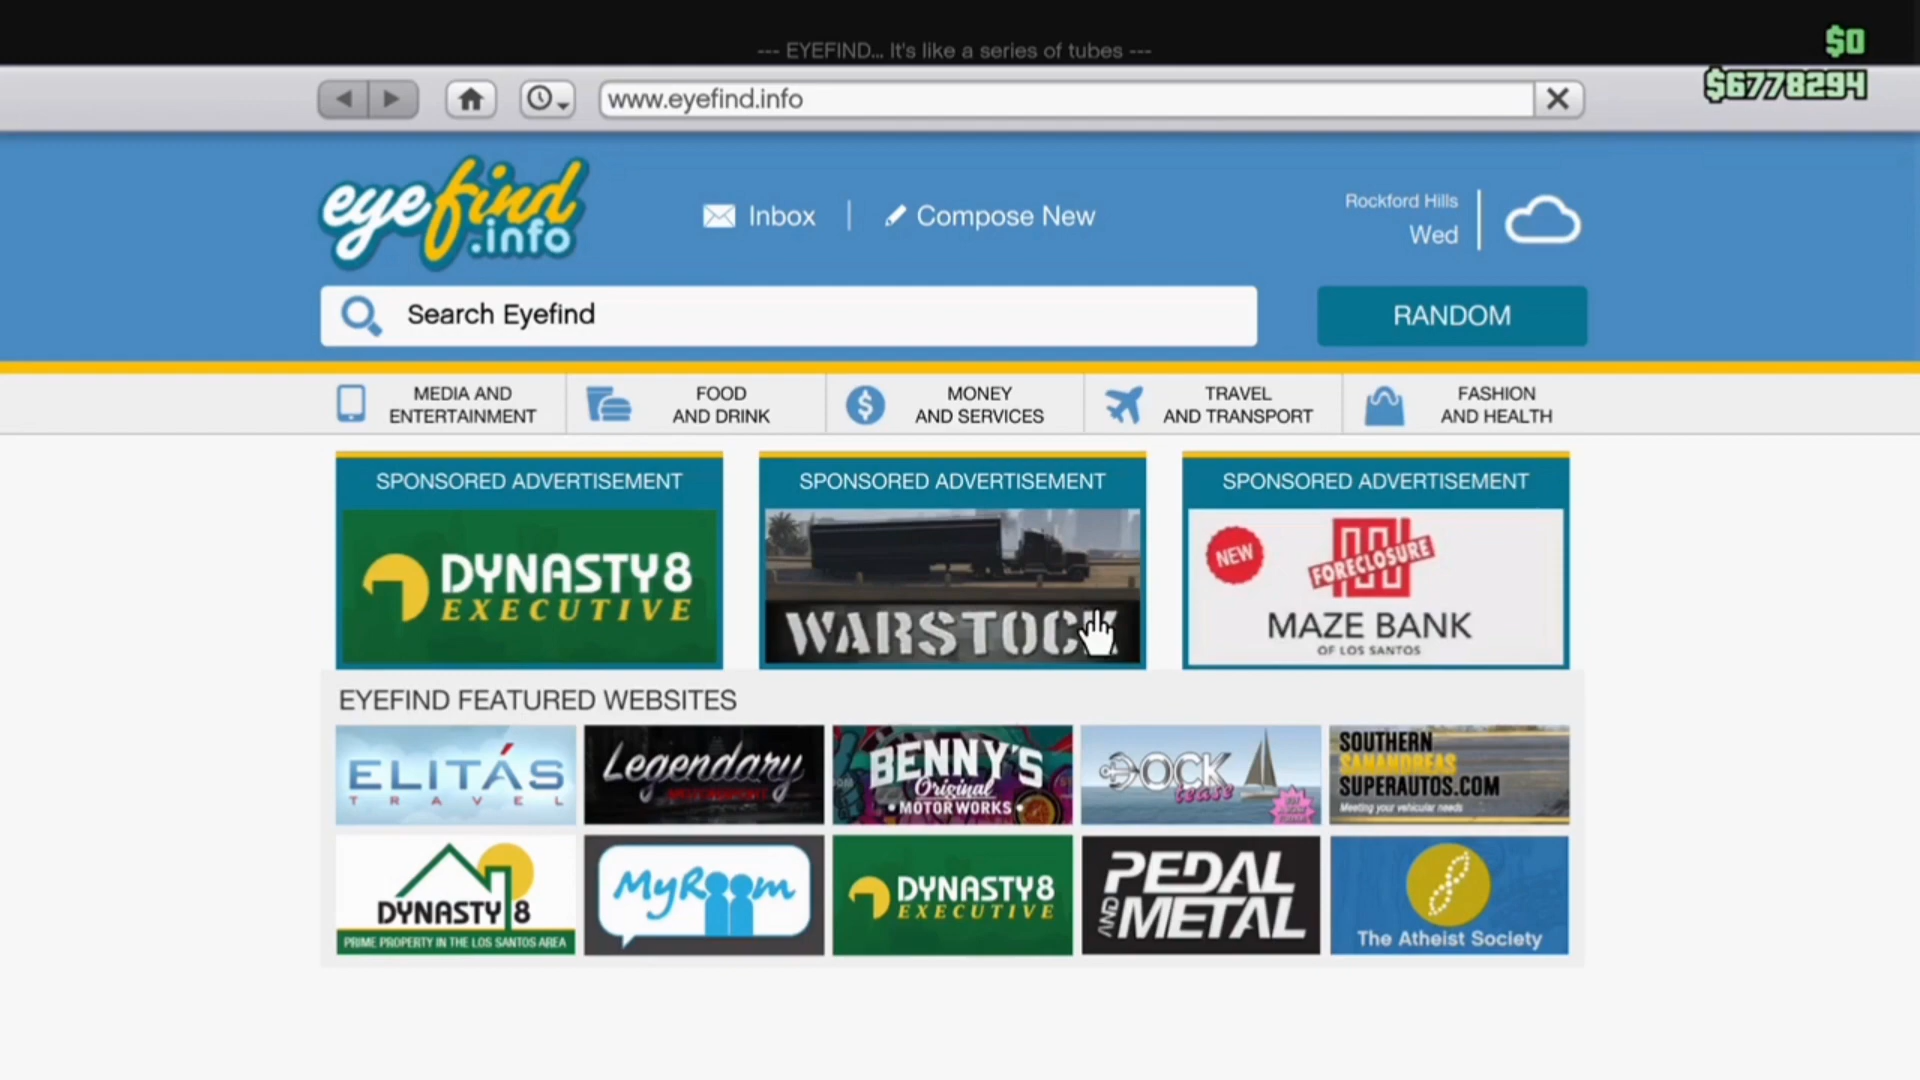 --- EYEFIND... It's like a series of tubes ---
$0
$6778294
www.eyefind.info
eyefind
.info
Inbox
Compose New
Rockford Hills
Wed
Search Eyefind
RANDOM
MEDIA AND
ENTERTAINMENT
FOOD
AND DRINK
MONEY
AND SERVICES
TRAVEL
AND TRANSPORT
FASHION
AND HEALTH
SPONSORED ADVERTISEMENT
DYNASTY8
EXECUTIVE
SPONSORED ADVERTISEMENT
WARSTOCK
SPONSORED ADVERTISEMENT
NEW
FORECLOSURE
MAZE BANK
OF LOS SANTOS
EYEFIND FEATURED WEBSITES
ELITÁS
TRAVEL
Legendary
MOTORSPORT
BENNY'S
Original
MOTORWORKS
DOCK
tease
SOUTHERN
SANANDREAS
SUPERAUTOS.COM
Meeting your vehicular needs
DYNASTY 8
PRIME PROPERTY IN THE LOS SANTOS AREA
MyRoom
DYNASTY8
EXECUTIVE
PEDAL
AND METAL
The Atheist Society